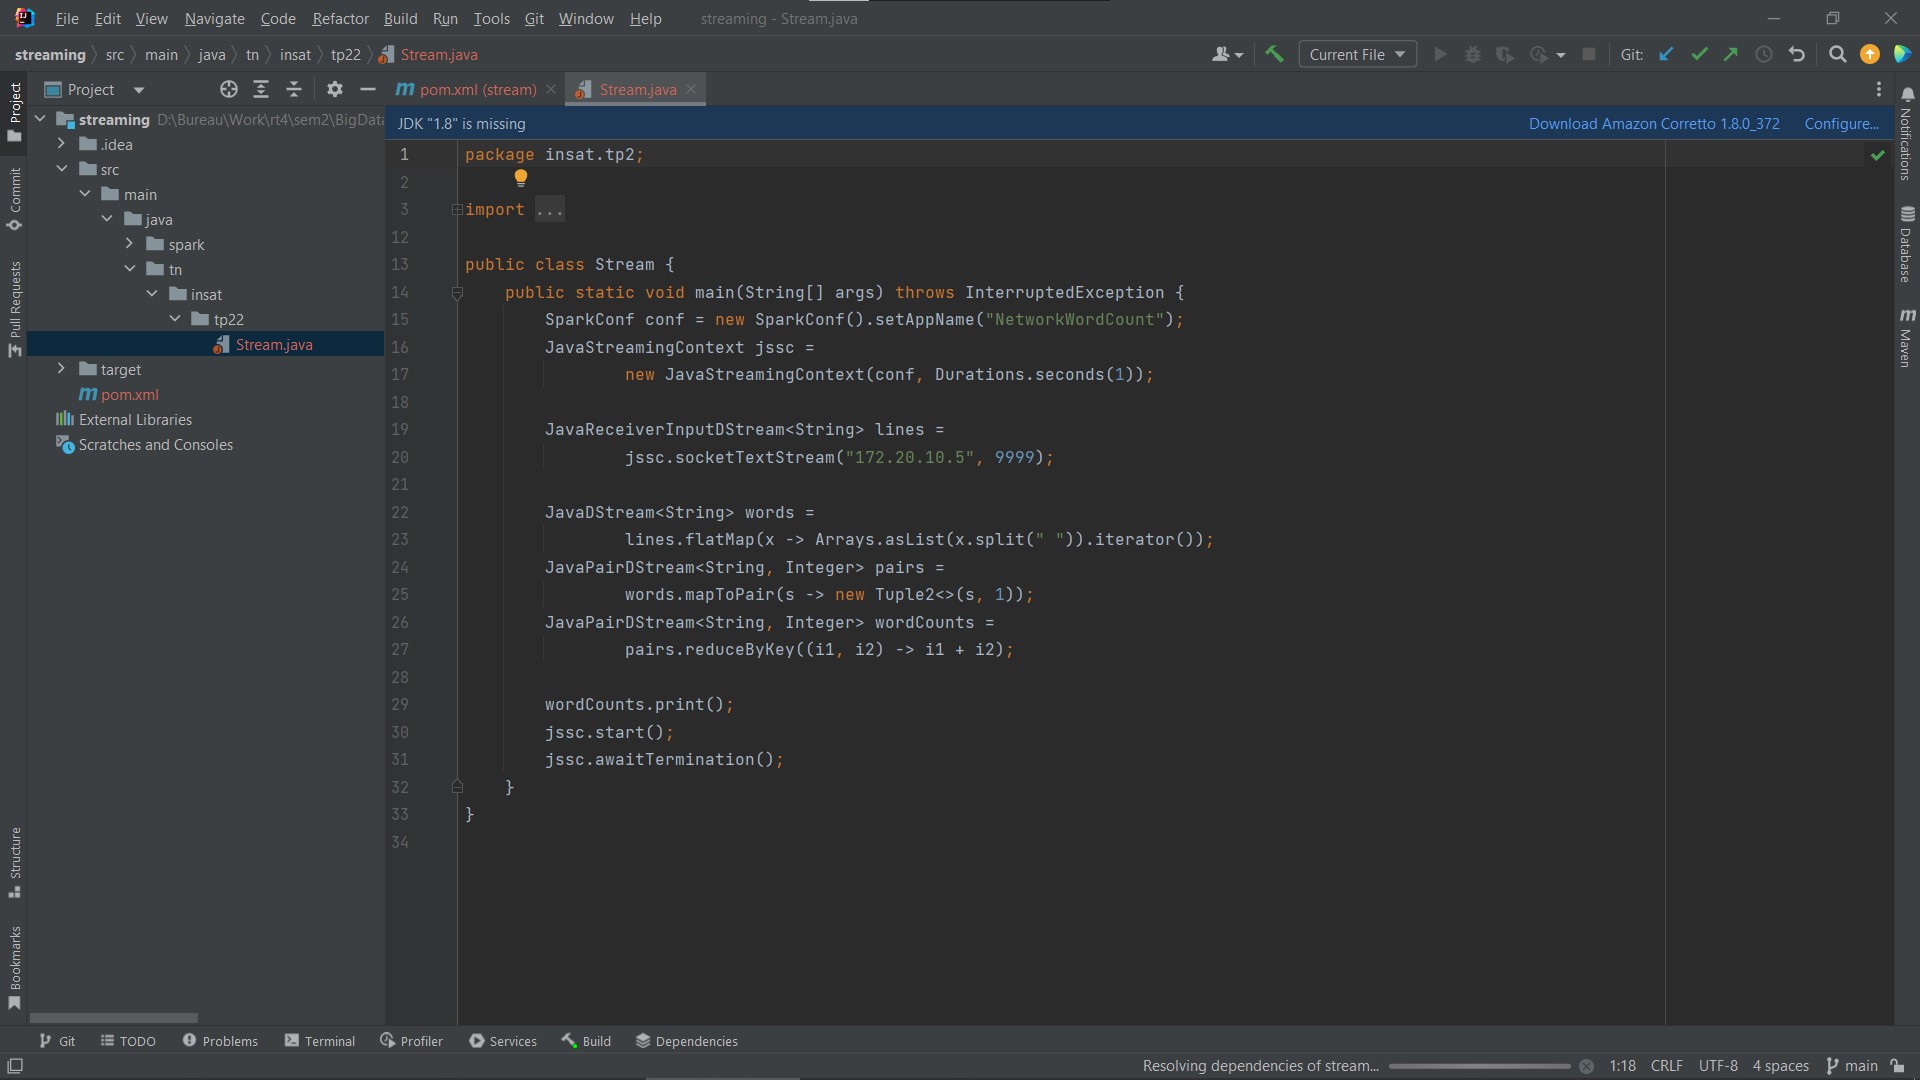 File Edit View Navigate Code Refactor Build Run Tools Git Window Help streaming - Stream.java
streaming src main java tn insat tp22 Stream.java Current File Git:
Project pom.xml (stream) Stream.java
JDK "1.8" is missing Download Amazon Corretto 1.8.0_372 Configure...
streaming D:\Bureau\Work\rt4\sem2\BigData
.idea
src
main
java
spark
tn
insat
tp22
Stream.java
target
pom.xml
External Libraries
Scratches and Consoles
1 package insat.tp2;
2
3 import ...
12
13 public class Stream {
14 public static void main(String[] args) throws InterruptedException {
15 SparkConf conf = new SparkConf().setAppName("NetworkWordCount");
16 JavaStreamingContext jssc =
17 new JavaStreamingContext(conf, Durations.seconds(1));
18
19 JavaReceiverInputDStream<String> lines =
20 jssc.socketTextStream("172.20.10.5", 9999);
21
22 JavaDStream<String> words =
23 lines.flatMap(x -> Arrays.asList(x.split(" ")).iterator());
24 JavaPairDStream<String, Integer> pairs =
25 words.mapToPair(s -> new Tuple2<>(s, 1));
26 JavaPairDStream<String, Integer> wordCounts =
27 pairs.reduceByKey((i1, i2) -> i1 + i2);
28
29 wordCounts.print();
30 jssc.start();
31 jssc.awaitTermination();
32 }
33 }
34
Project
Commit
Pull Requests
Structure
Bookmarks
Notifications
Database
Maven
Git TODO Problems Terminal Profiler Services Build Dependencies
Resolving dependencies of stream... 1:18 CRLF UTF-8 4 spaces main